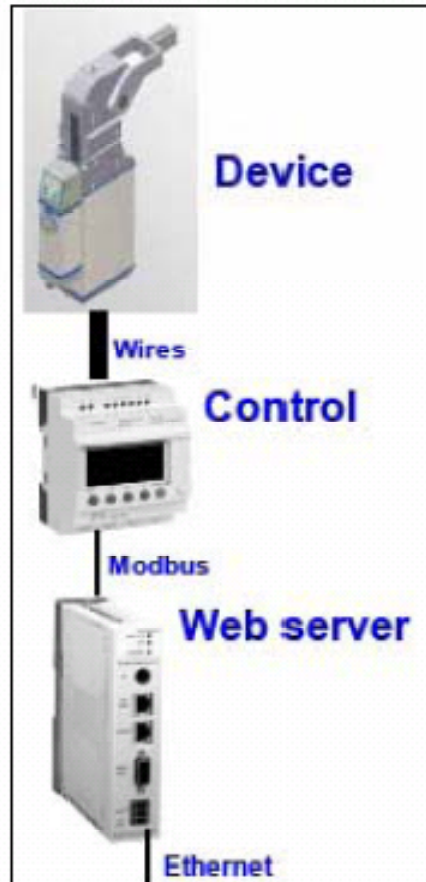 Device
Wires
Control
Modbus
Web server
Ethernet